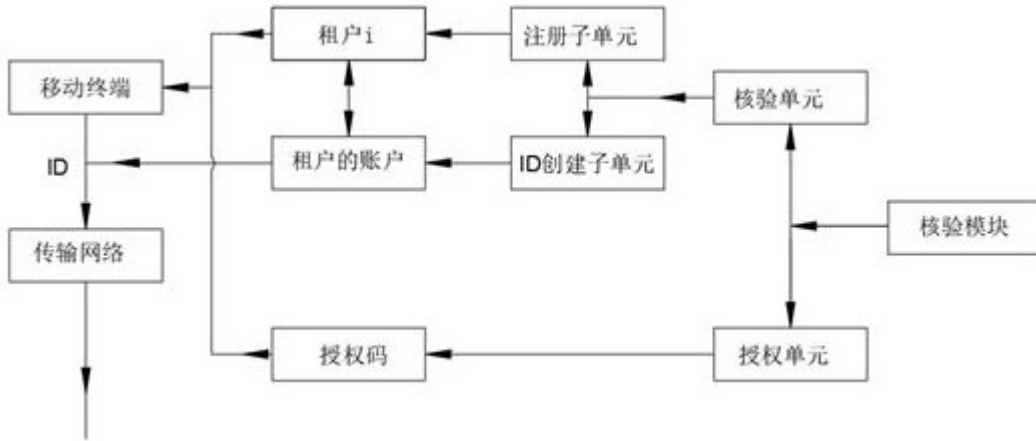 租户i
注册子单元
移动终端
核验单元
ID
租户的账户
ID创建子单元
传输网络
核验模块
授权码
授权单元